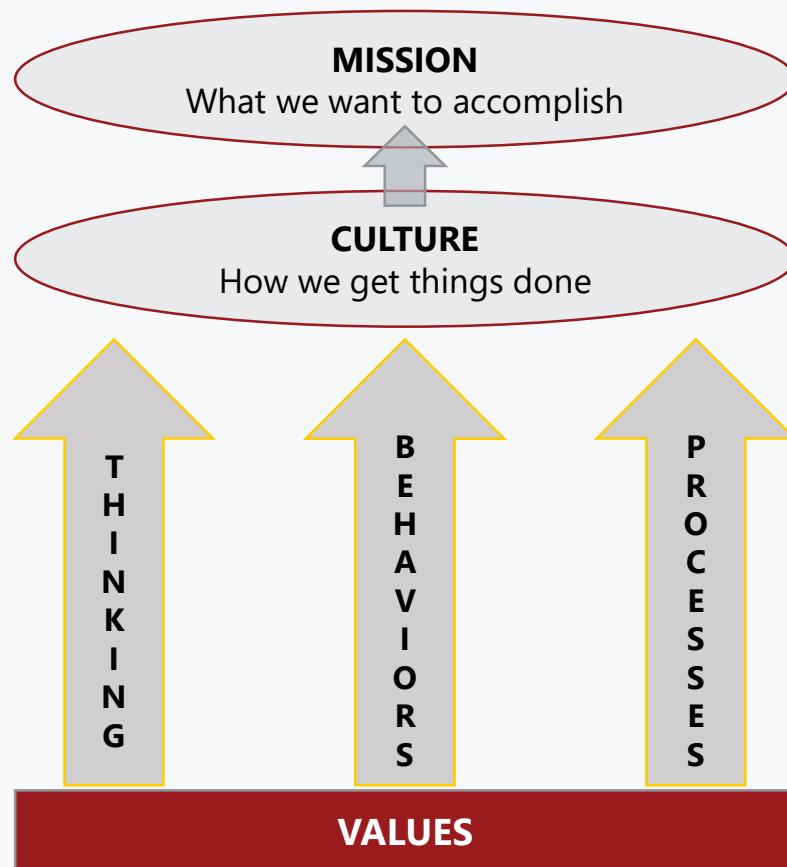 MISSION
What we want to accomplish
CULTURE
How we get things done
THINKING
BEHAVIORS
PROCESSES
VALUES